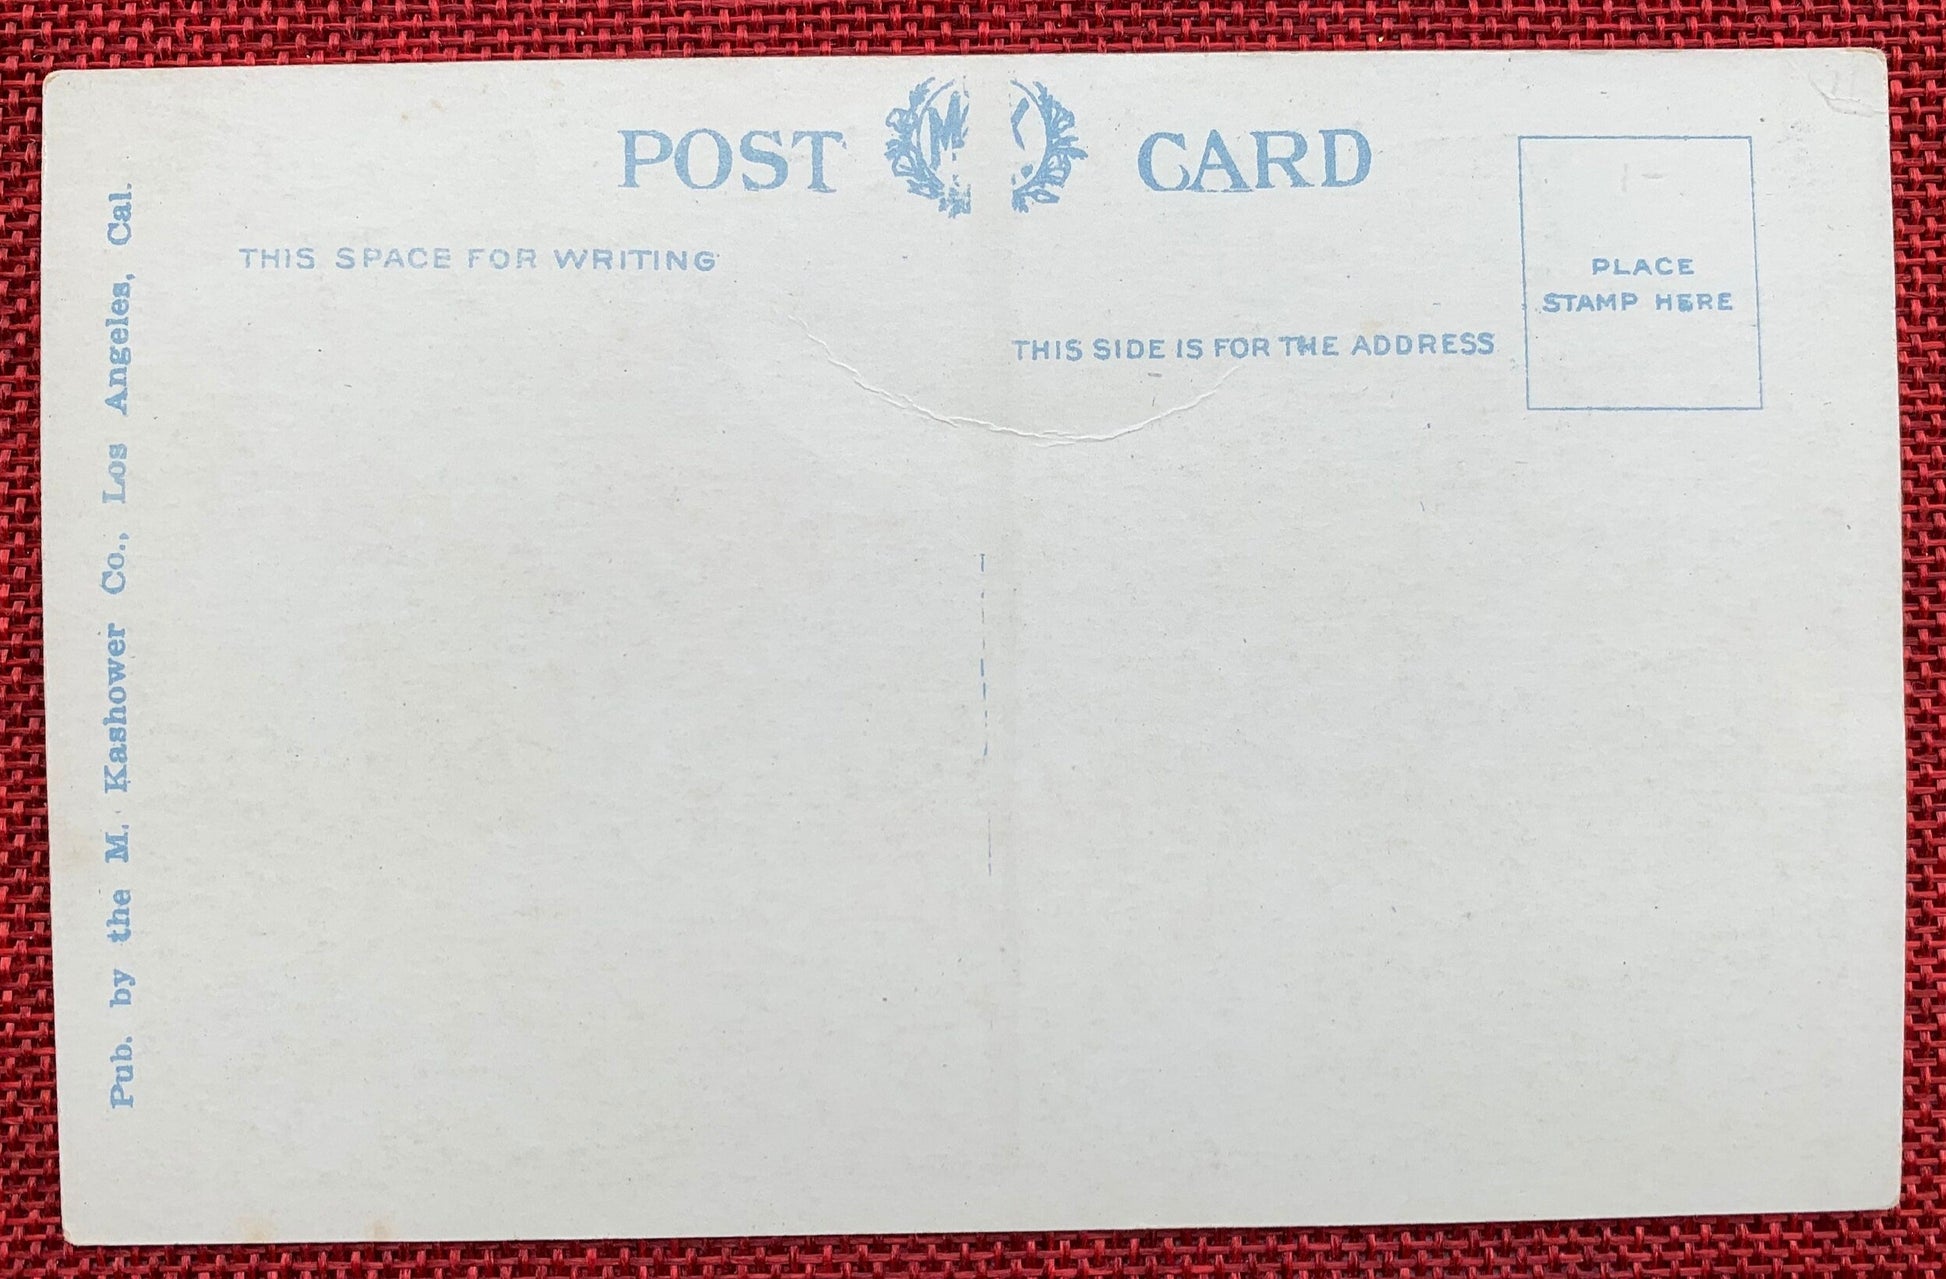 POST M K. CARD
THIS SPACE FOR WRITING
THIS SIDE IS FOR THE ADDRESS
PLACE
STAMP HERE
Pub. by the M. Kashower Co., Los Angeles, Cal.